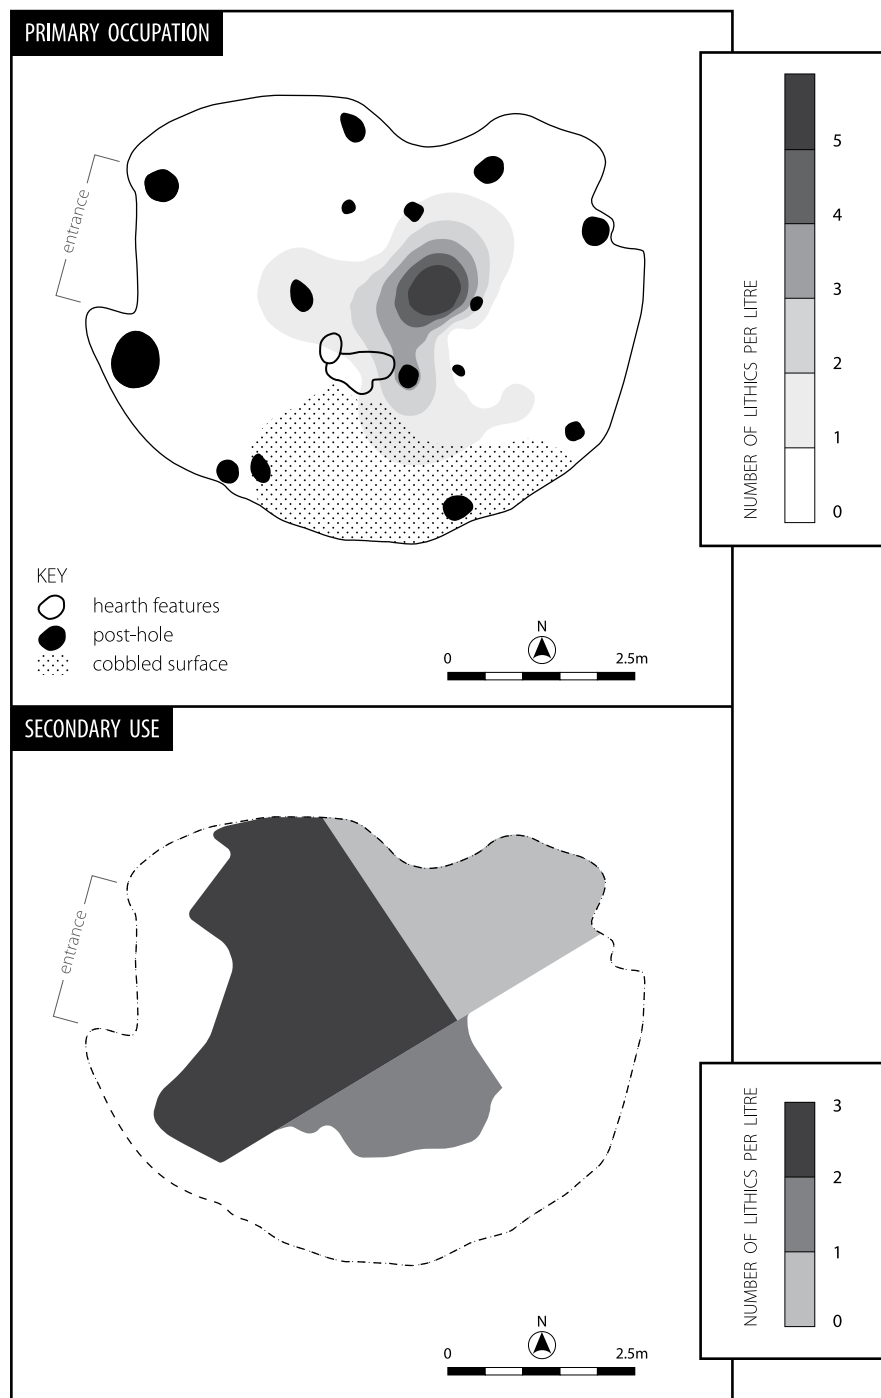 PRIMARY OCCUPATION
entrance
5
4
3
2
1
0
NUMBER OF LITHICS PER LITRE
KEY
hearth features
post-hole
cobbled surface
N
0 2.5m
SECONDARY USE
entrance
3
2
1
0
NUMBER OF LITHICS PER LITRE
N
0 2.5m